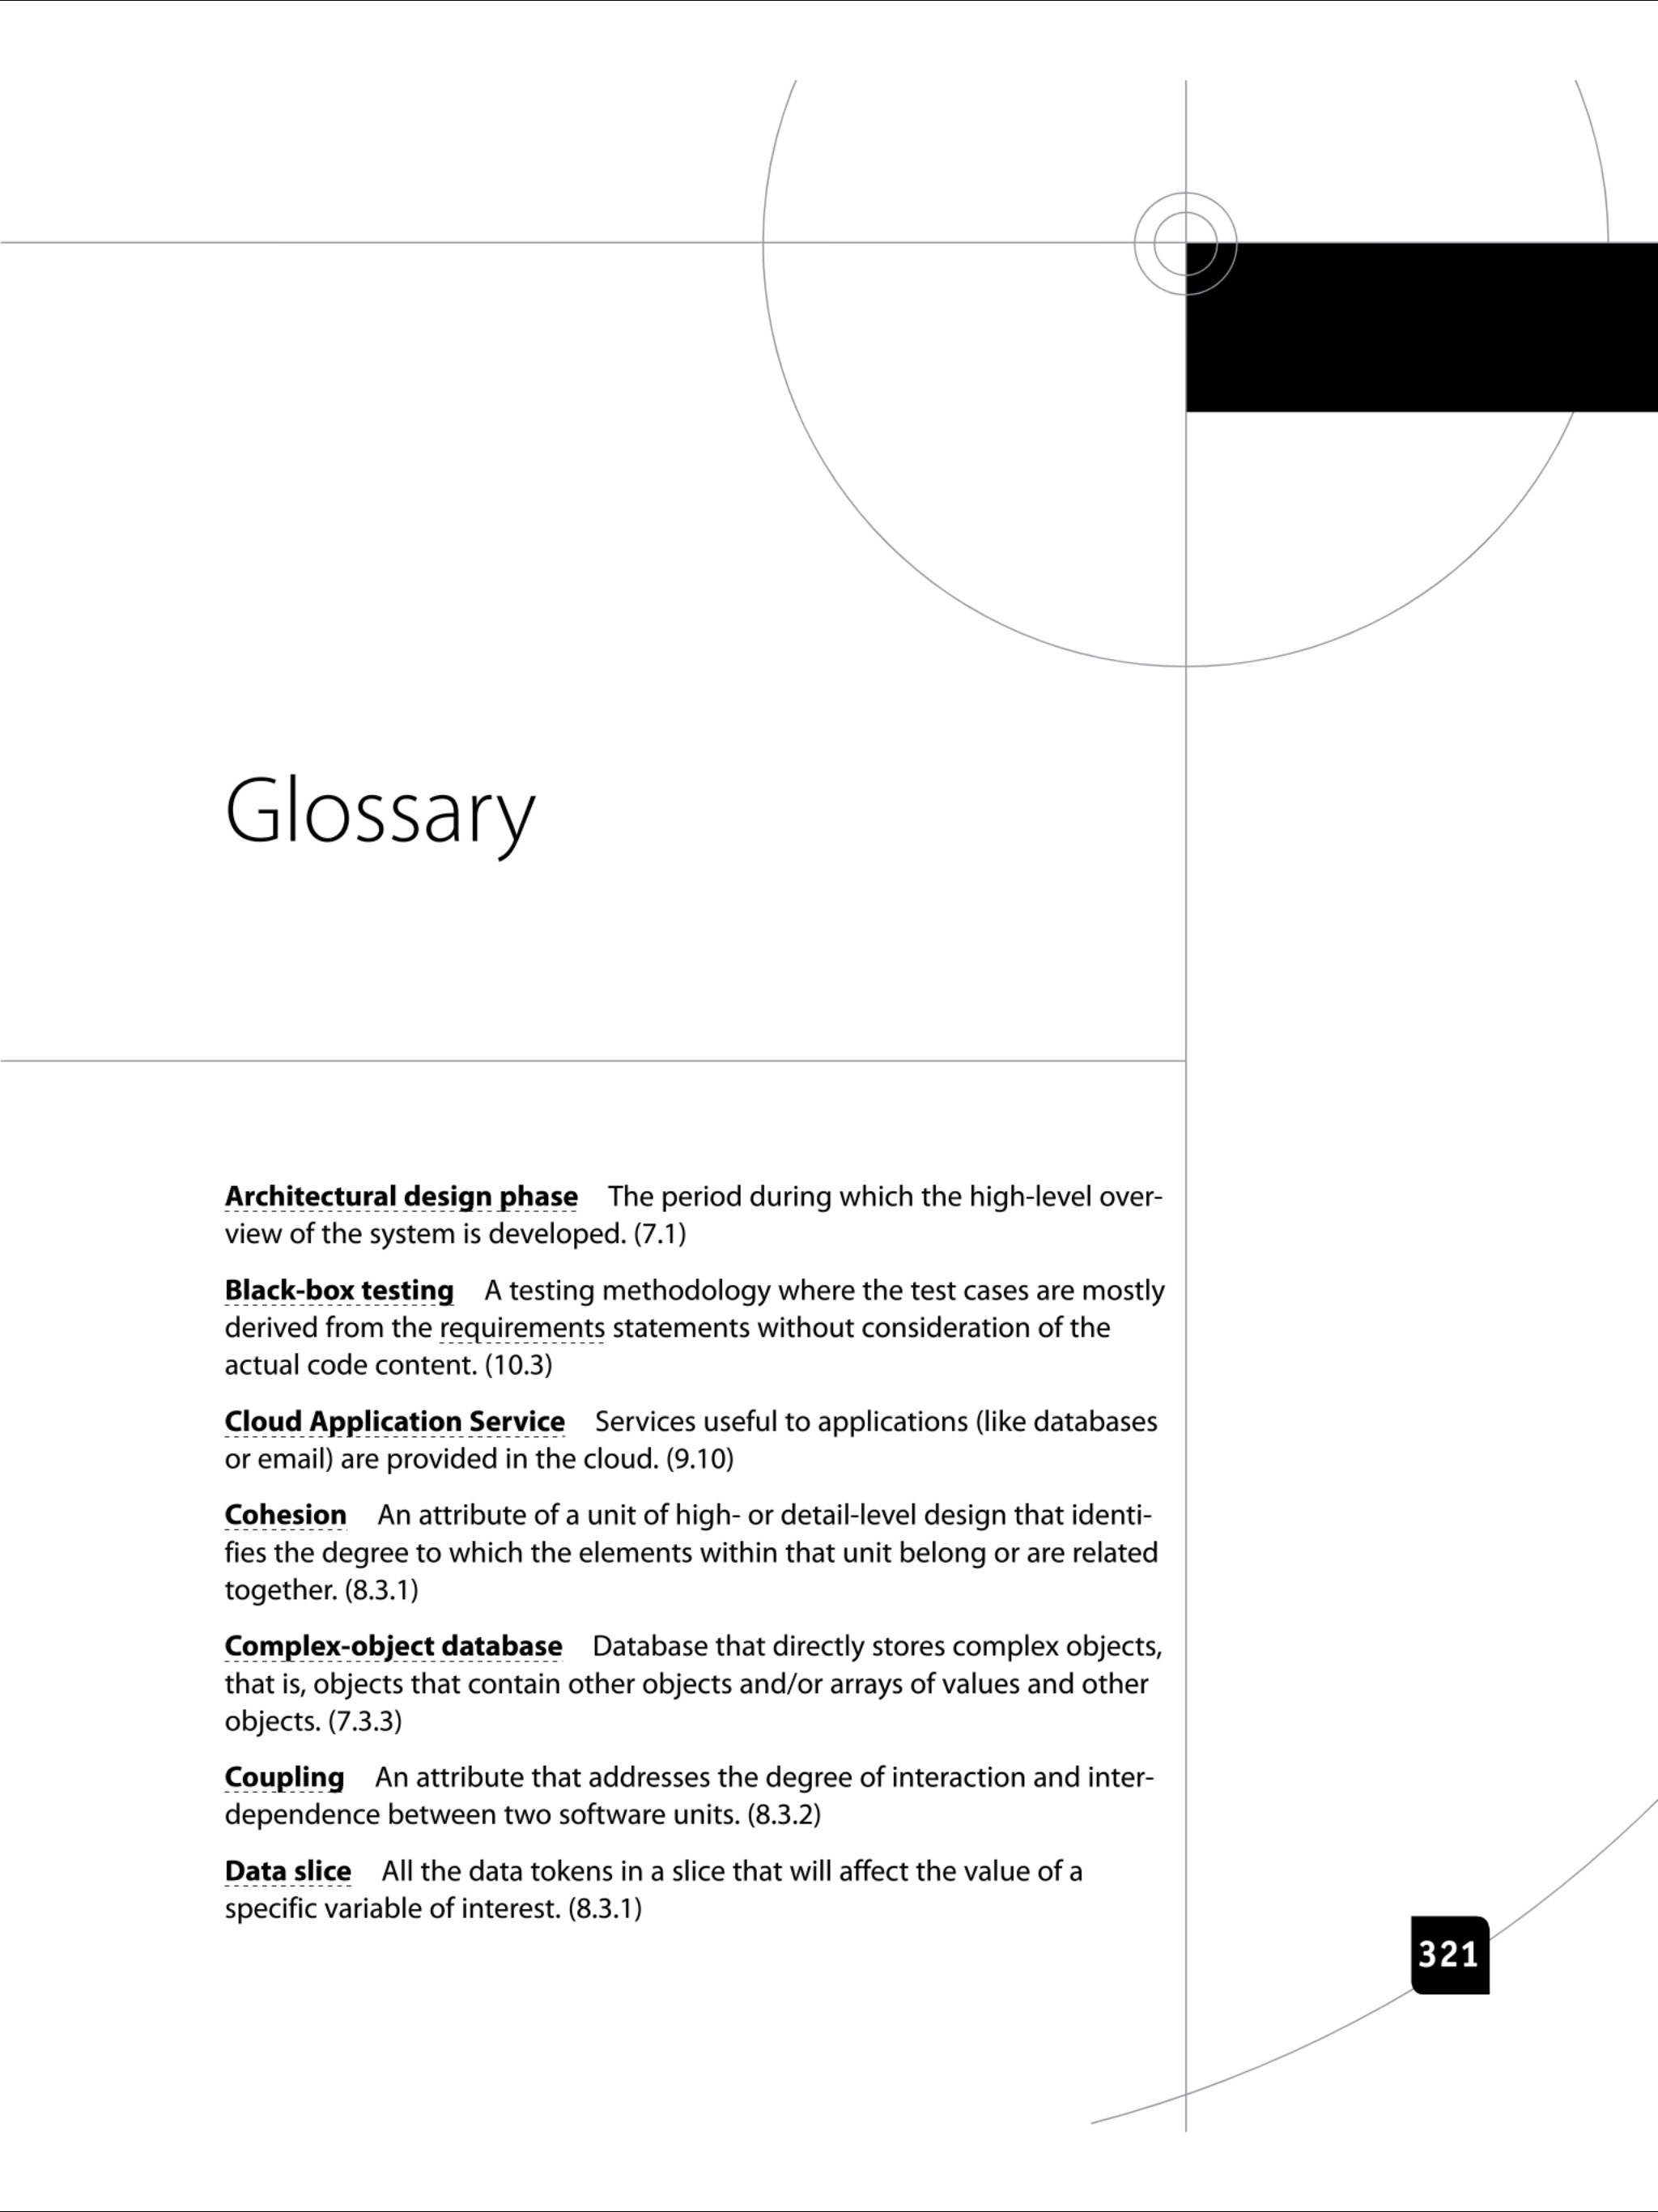 Glossary
Architectural design phase The period during which the high-level over-
view of the system is developed. (7.1)
Black-box testing A testing methodology where the test cases are mostly
derived from the requirements statements without consideration of the
actual code content. (10.3)
Cloud Application Service Services useful to applications (like databases
or email) are provided in the cloud. (9.10)
Cohesion An attribute of a unit of high- or detail-level design that identi-
fies the degree to which the elements within that unit belong or are related
together. (8.3.1)
Complex-object database Database that directly stores complex objects,
that is, objects that contain other objects and/or arrays of values and other
objects. (7.3.3)
Coupling An attribute that addresses the degree of interaction and inter-
dependence between two software units. (8.3.2)
Data slice All the data tokens in a slice that will affect the value of a
specific variable of interest. (8.3.1)
321